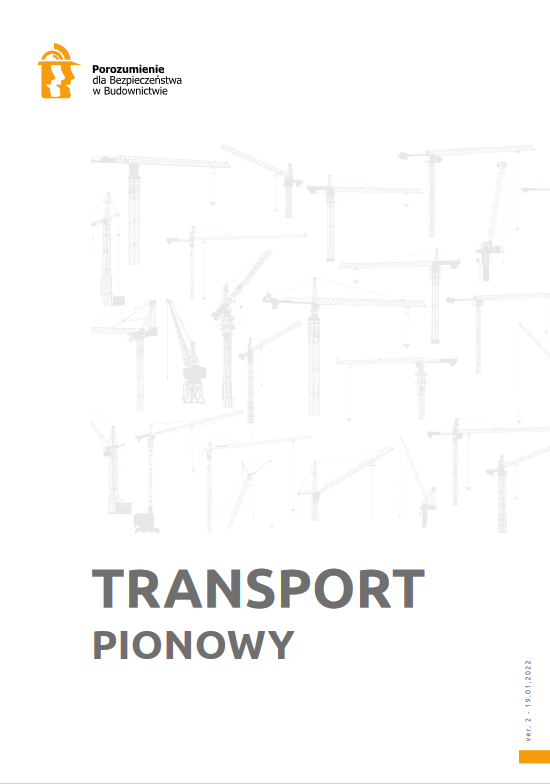 Porozumienie
dla Bezpieczeństwa
w Budownictwie
TRANSPORT
PIONOWY
ver. 2 - 19.01.2022